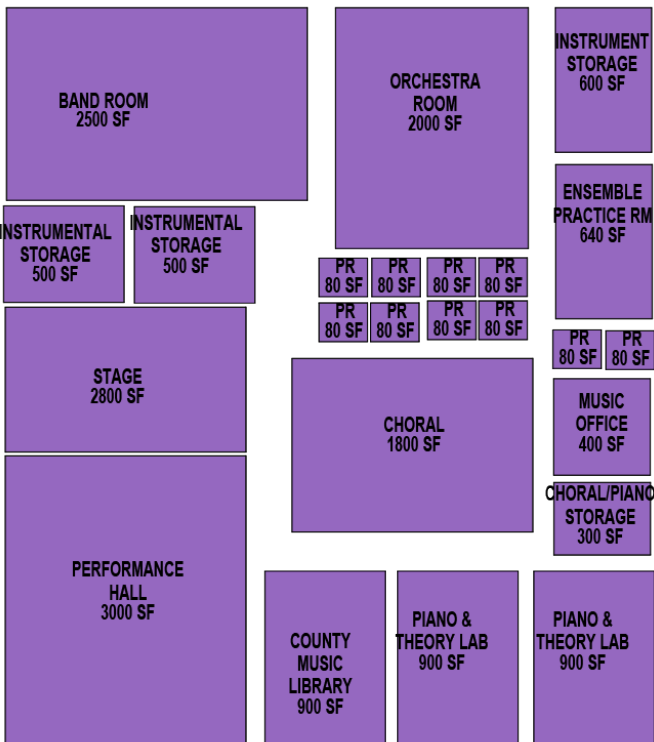 BAND ROOM
2500 SF
ORCHESTRA
ROOM
2000 SF
INSTRUMENT
STORAGE
600 SF
ENSEMBLE
PRACTICE RM
640 SF
INSTRUMENTAL
STORAGE
500 SF
INSTRUMENTAL
STORAGE
500 SF
PR
80 SF
PR
80 SF
PR
80 SF
PR
80 SF
PR
80 SF
PR
80 SF
PR
80 SF
PR
80 SF
PR
80 SF
PR
80 SF
STAGE
2800 SF
CHORAL
1800 SF
MUSIC
OFFICE
400 SF
CHORAL/PIANO
STORAGE
300 SF
PERFORMANCE
HALL
3000 SF
COUNTY
MUSIC
LIBRARY
900 SF
PIANO &
THEORY LAB
900 SF
PIANO &
THEORY LAB
900 SF